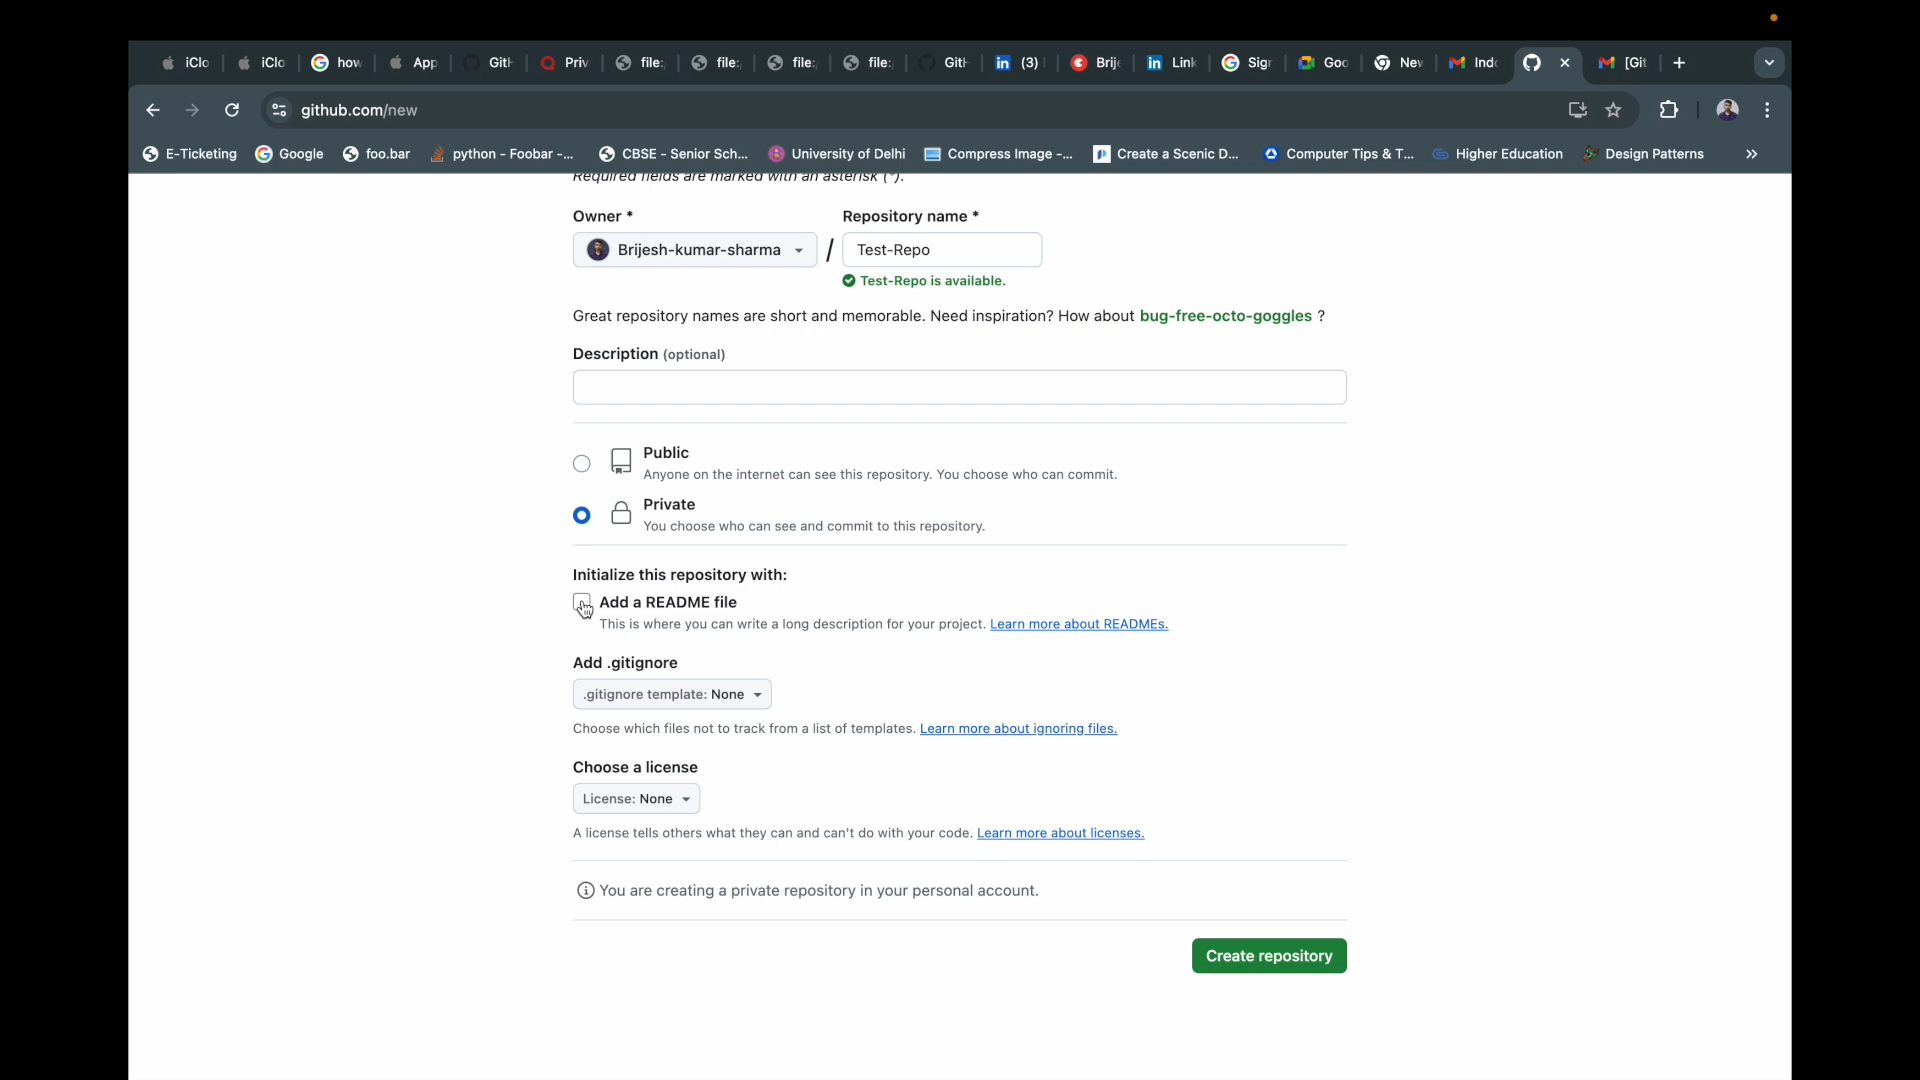 iClo iClo how App Gith Priv file: file: file: file: Gith (3) Brije Link Sign Goo New Indo [Git
github.com/new
E-Ticketing Google foo.bar python - Foobar -... CBSE - Senior Sch... University of Delhi Compress Image -... Create a Scenic D... Computer Tips & T... Higher Education Design Patterns »
Required fields are marked with an asterisk (*).
Owner * Repository name *
Brijesh-kumar-sharma / Test-Repo
Test-Repo is available.
Great repository names are short and memorable. Need inspiration? How about bug-free-octo-goggles ?
Description (optional)
Public
Anyone on the internet can see this repository. You choose who can commit.
Private
You choose who can see and commit to this repository.
Initialize this repository with:
Add a README file
This is where you can write a long description for your project. Learn more about READMEs.
Add .gitignore
.gitignore template: None
Choose which files not to track from a list of templates. Learn more about ignoring files.
Choose a license
License: None
A license tells others what they can and can't do with your code. Learn more about licenses.
You are creating a private repository in your personal account.
Create repository